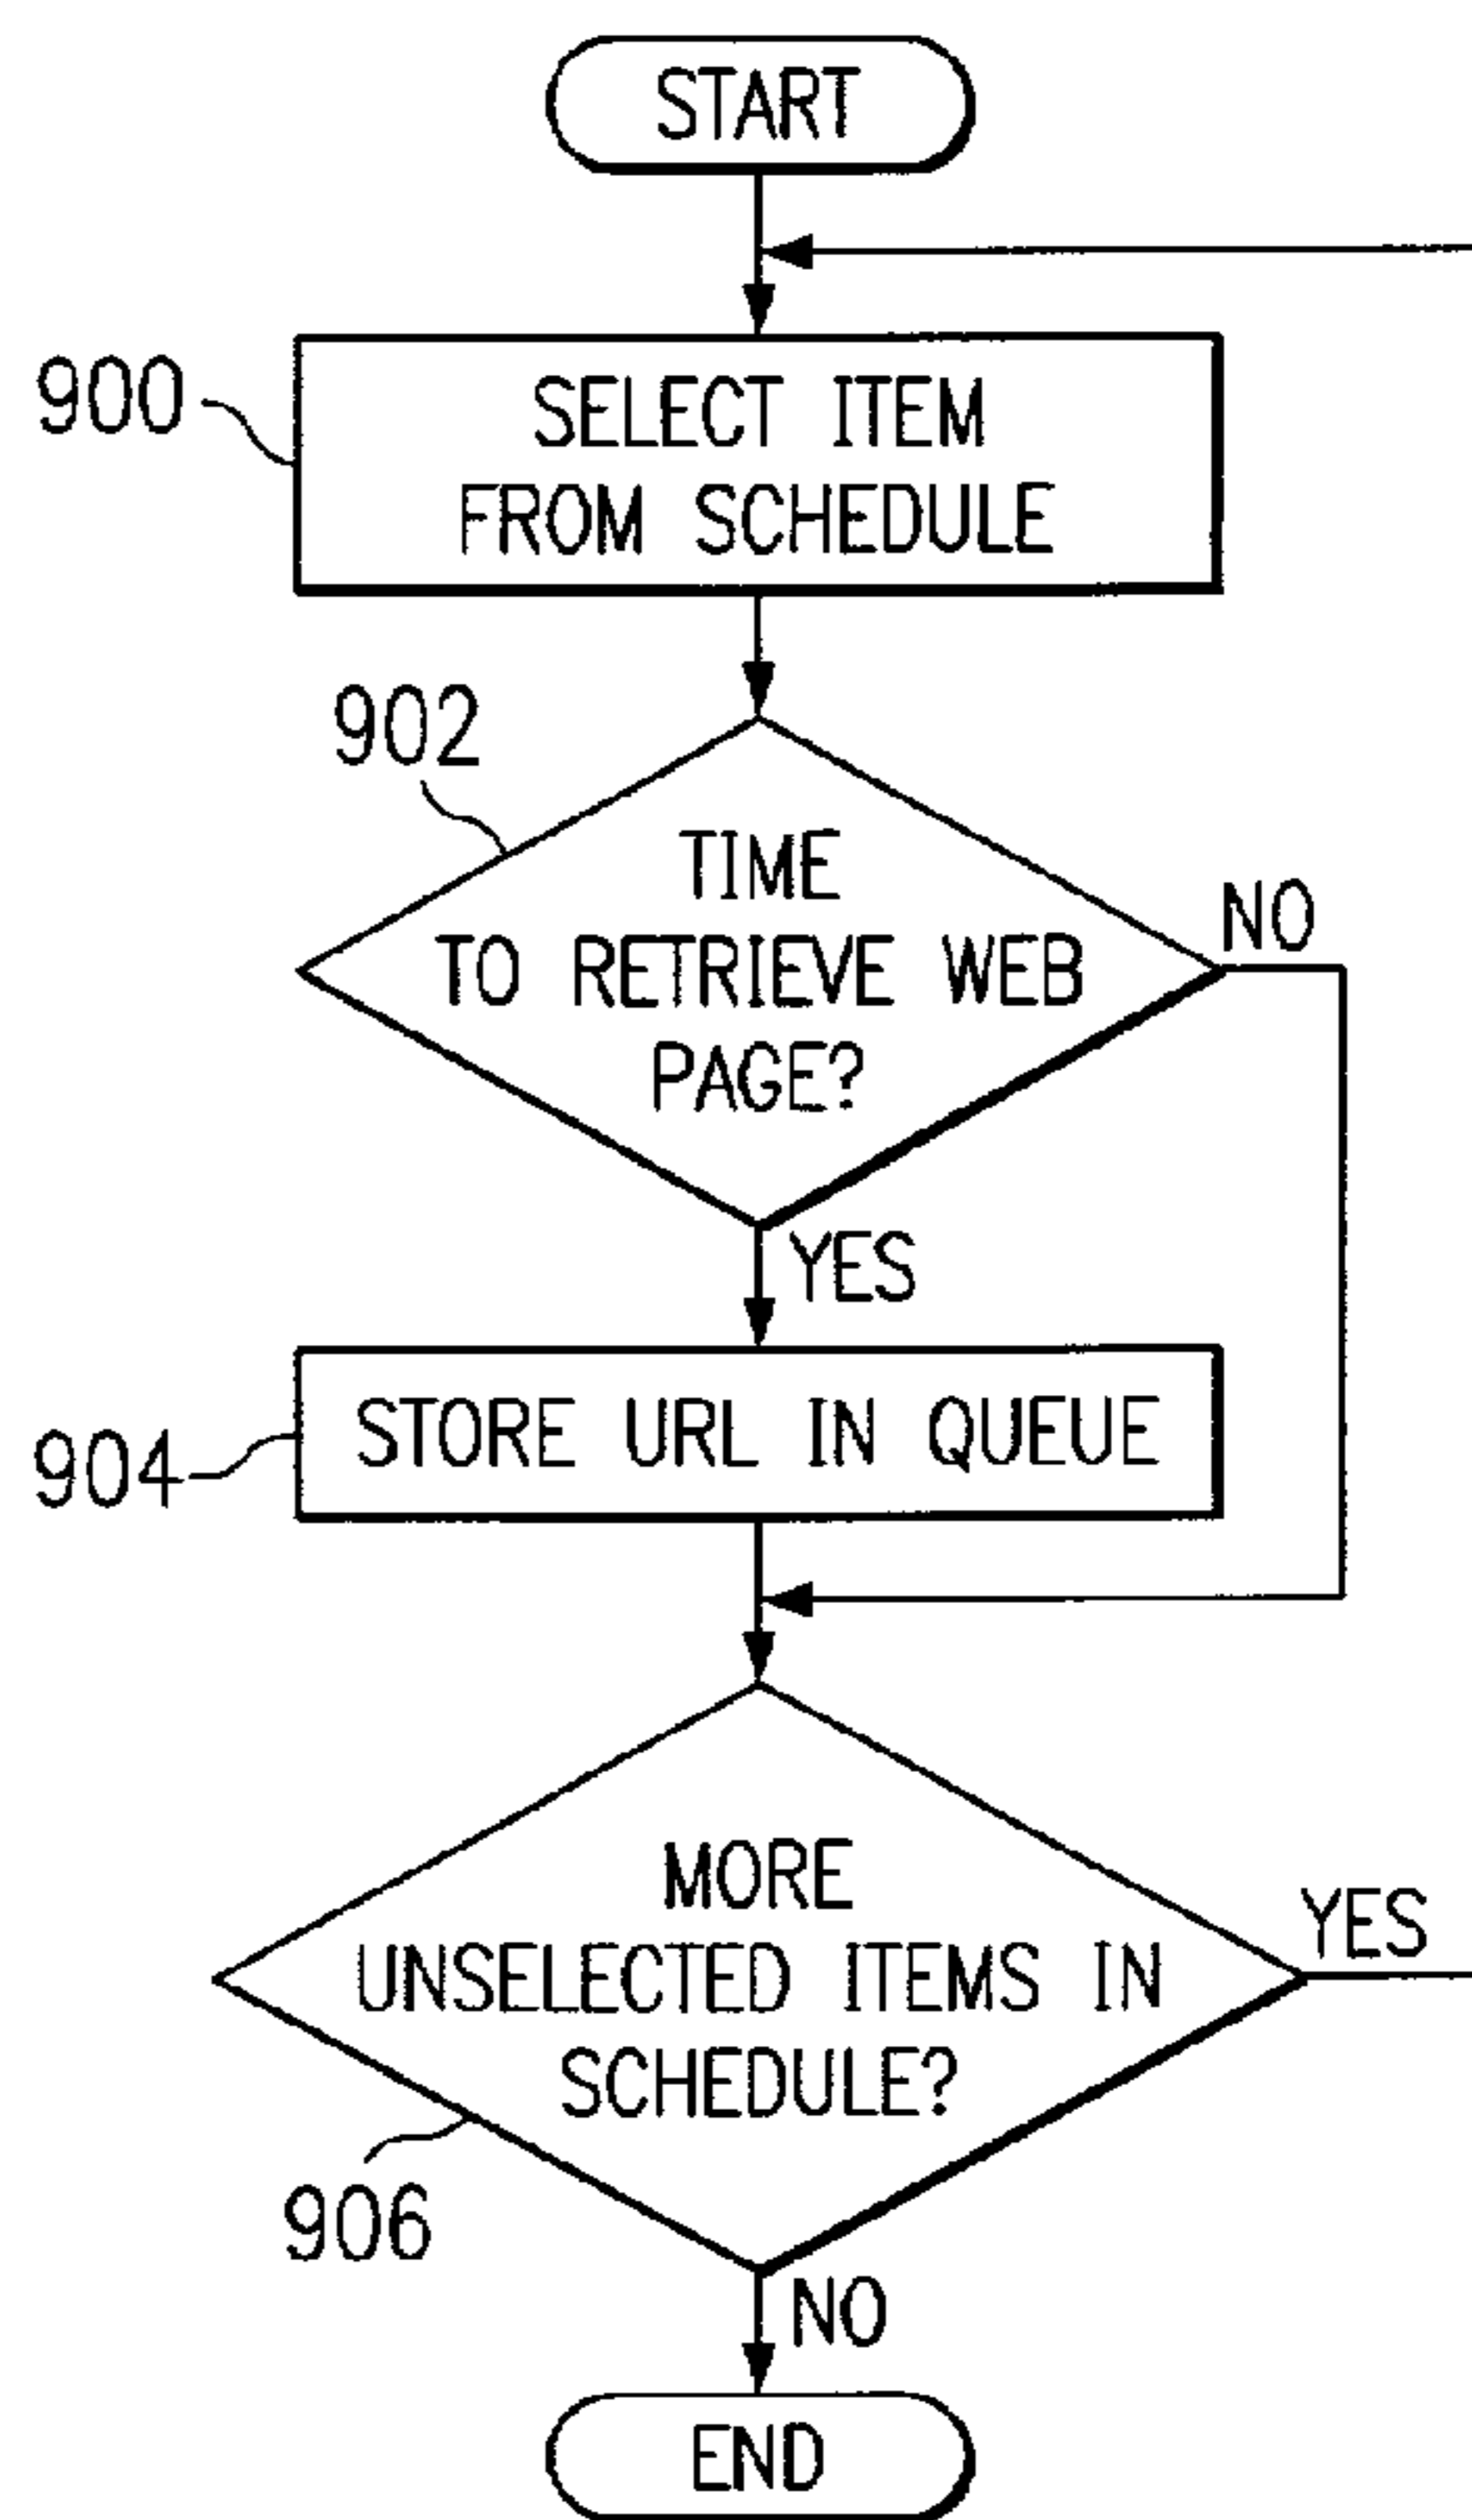 START
900
SELECT ITEM
FROM SCHEDULE
902
TIME
TO RETRIEVE WEB
PAGE?
NO
YES
904
STORE URL IN QUEUE
MORE
UNSELECTED ITEMS IN
SCHEDULE?
YES
906
NO
END